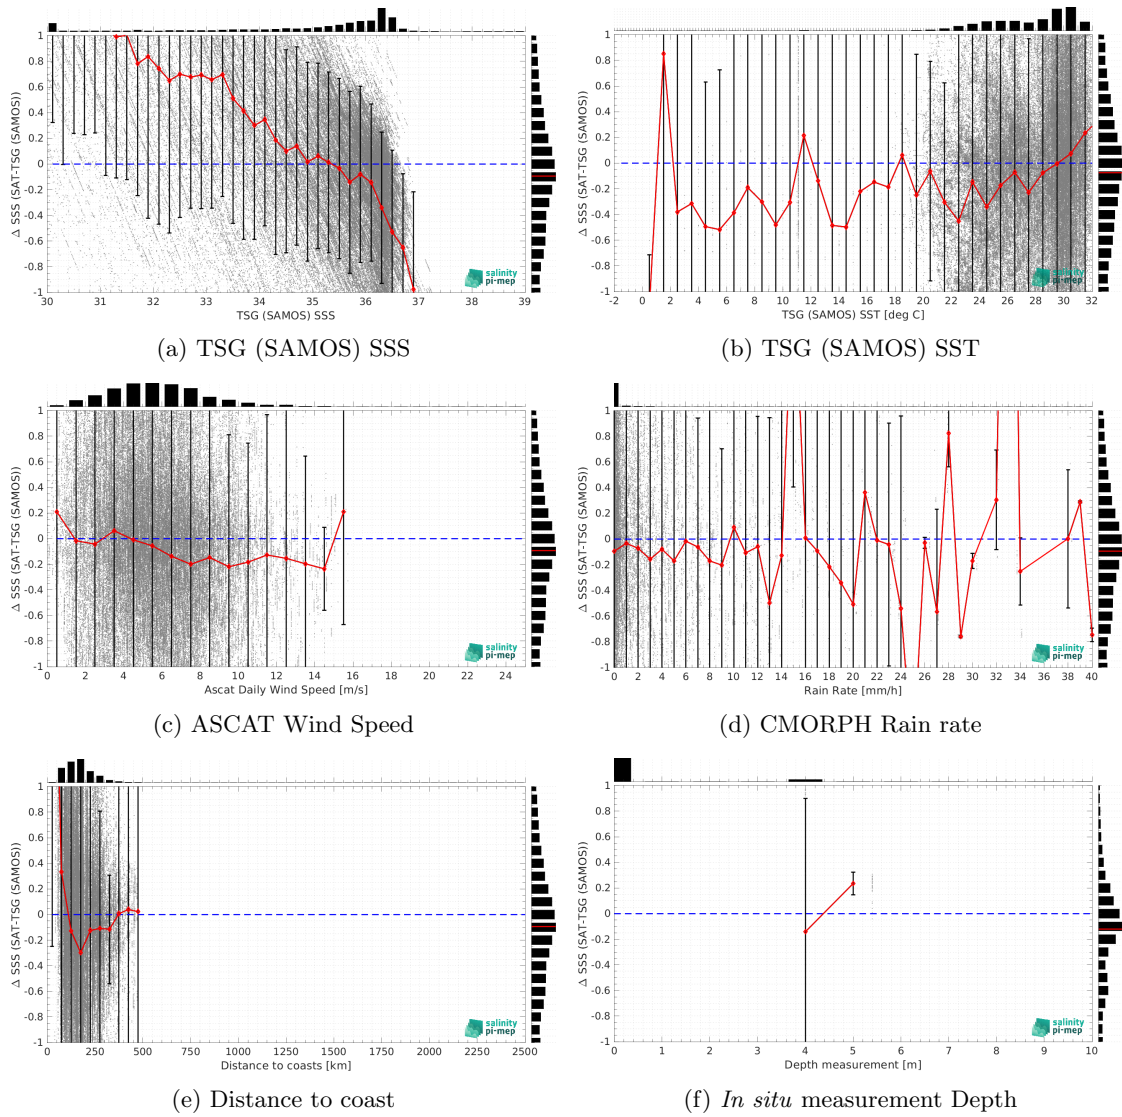 1
0.8
0.6
0.4
0.2
0
-0.2
-0.4
-0.6
-0.8
-1
Δ SSS (SAT-TSG (SAMOS))
30 31 32 33 34 35 36 37 38 39
TSG (SAMOS) SSS
salinity
pi-mep
(a) TSG (SAMOS) SSS
1
0.8
0.6
0.4
0.2
0
-0.2
-0.4
-0.6
-0.8
-1
Δ SSS (SAT-TSG (SAMOS))
-2 0 2 4 6 8 10 12 14 16 18 20 22 24 26 28 30 32
TSG (SAMOS) SST [deg C]
salinity
pi-mep
(b) TSG (SAMOS) SST
1
0.8
0.6
0.4
0.2
0
-0.2
-0.4
-0.6
-0.8
-1
Δ SSS (SAT-TSG (SAMOS))
0 2 4 6 8 10 12 14 16 18 20 22 24
Ascat Daily Wind Speed [m/s]
salinity
pi-mep
(c) ASCAT Wind Speed
1
0.8
0.6
0.4
0.2
0
-0.2
-0.4
-0.6
-0.8
-1
Δ SSS (SAT-TSG (SAMOS))
0 2 4 6 8 10 12 14 16 18 20 22 24 26 28 30 32 34 36 38 40
Rain Rate [mm/h]
salinity
pi-mep
(d) CMORPH Rain rate
1
0.8
0.6
0.4
0.2
0
-0.2
-0.4
-0.6
-0.8
-1
Δ SSS (SAT-TSG (SAMOS))
0 250 500 750 1000 1250 1500 1750 2000 2250 2500
Distance to coasts [km]
salinity
pi-mep
(e) Distance to coast
1
0.8
0.6
0.4
0.2
0
-0.2
-0.4
-0.6
-0.8
-1
Δ SSS (SAT-TSG (SAMOS))
0 1 2 3 4 5 6 7 8 9 10
Depth measurement [m]
salinity
pi-mep
(f) In situ measurement Depth